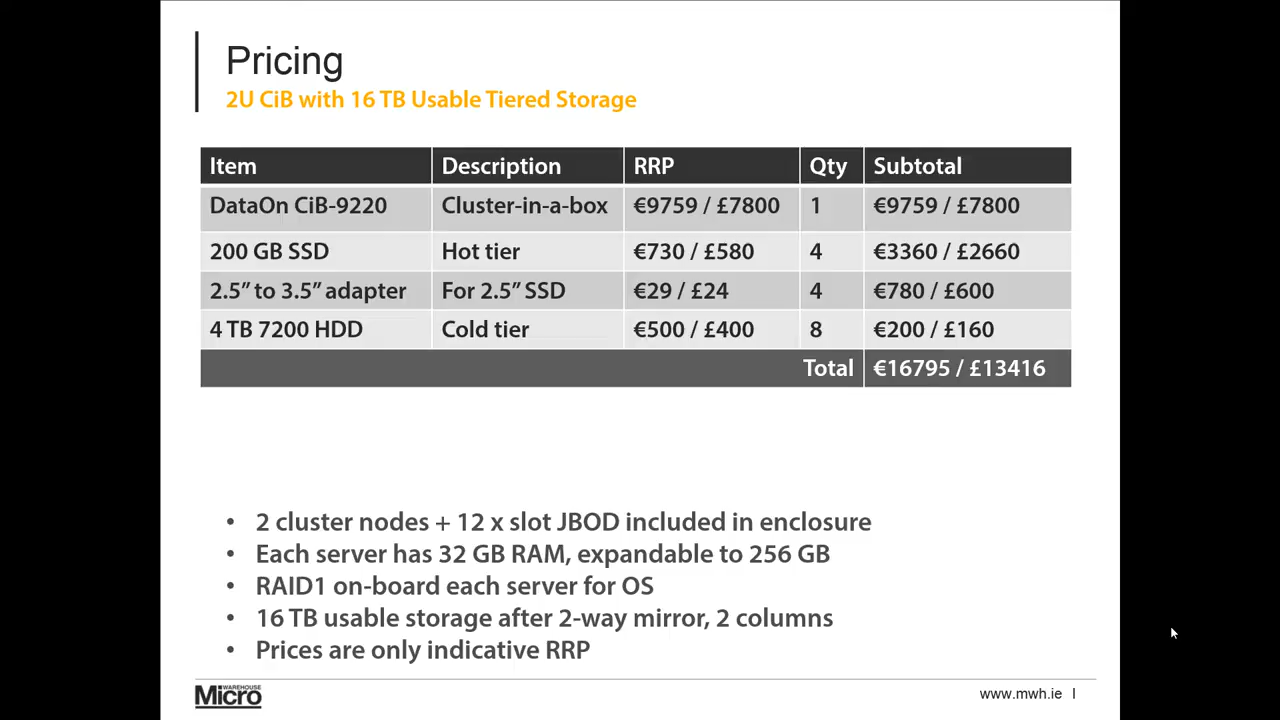 Pricing
2U CiB with 16 TB Usable Tiered Storage
Item Description RRP Qty Subtotal
DataOn CiB-9220 Cluster-in-a-box €9759 / £7800 1 €9759 / £7800
200 GB SSD Hot tier €730 / £580 4 €3360 / £2660
2.5” to 3.5” adapter For 2.5” SSD €29 / £24 4 €780 / £600
4 TB 7200 HDD Cold tier €500 / £400 8 €200 / £160
Total €16795 / £13416
• 2 cluster nodes + 12 x slot JBOD included in enclosure
• Each server has 32 GB RAM, expandable to 256 GB
• RAID1 on-board each server for OS
• 16 TB usable storage after 2-way mirror, 2 columns
• Prices are only indicative RRP
WAREHOUSE
Micro
www.mwh.ie |